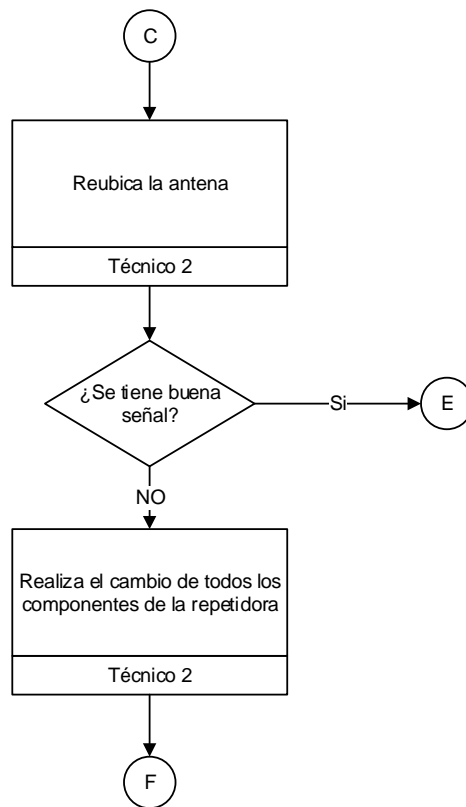 C
Reubica la antena
Técnico 2
¿Se tiene buena
señal?
Si
E
NO
Realiza el cambio de todos los
componentes de la repetidora
Técnico 2
F